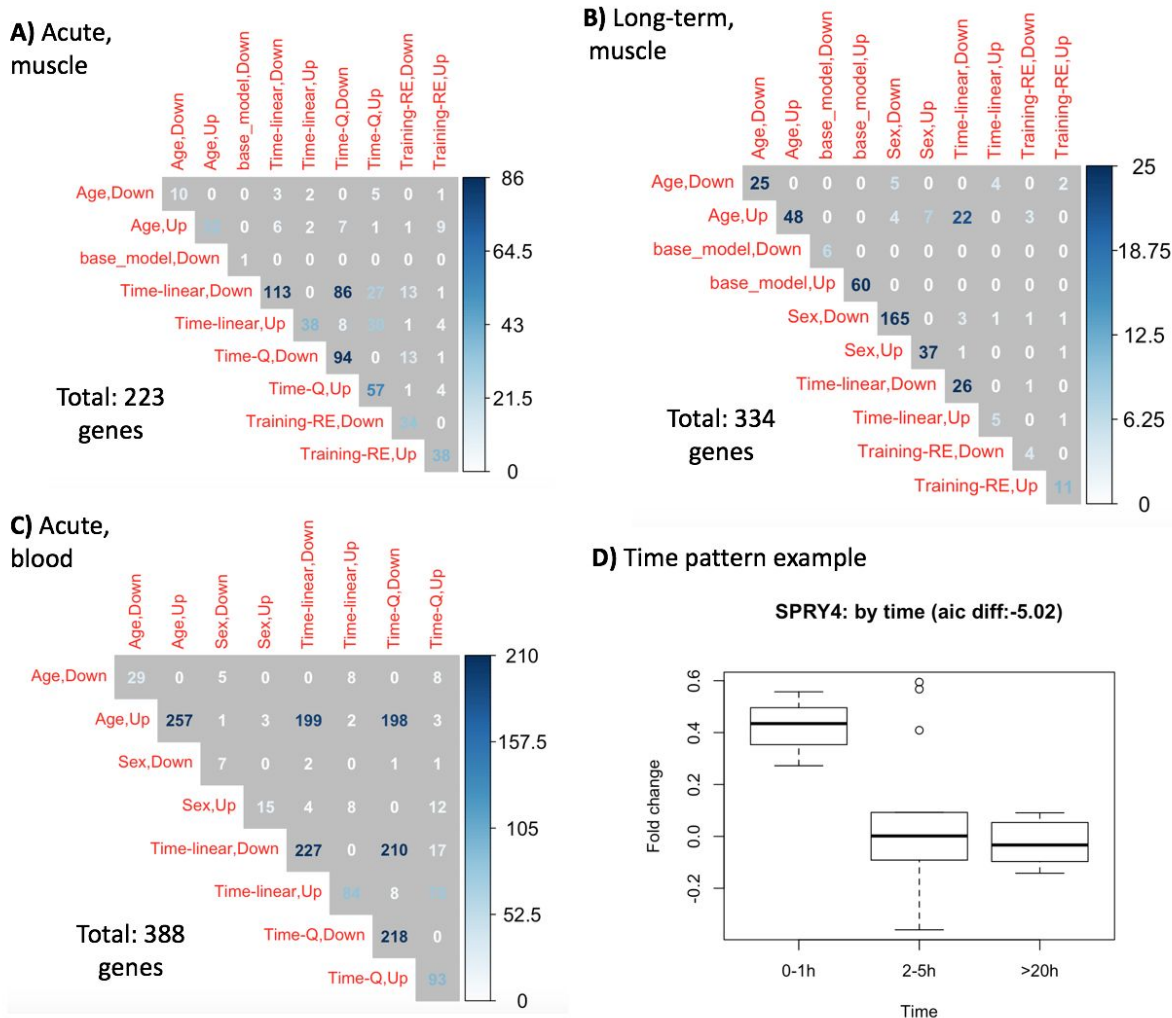 A) Acute,
muscle
Age,Down
Age,Up
base_model,Down
Time-linear,Down
Time-linear,Up
Time-Q,Down
Time-Q,Up
Training-RE,Down
Training-RE,Up
Age,Down 10 0 0 3 2 0 5 0 1
Age,Up 0 6 2 7 1 1 9
base_model,Down 1 0 0 0 0 0 0
Time-linear,Down 113 0 86 27 13 1
Time-linear,Up 38 8 30 1 4
Time-Q,Down 94 0 13 1
Time-Q,Up 57 1 4
Training-RE,Down 0
Training-RE,Up 38
86
64.5
43
21.5
0
Total: 223
genes
B) Long-term,
muscle
Age,Down
Age,Up
base_model,Down
base_model,Up
Sex,Down
Sex,Up
Time-linear,Down
Time-linear,Up
Training-RE,Down
Training-RE,Up
Age,Down 25 0 0 0 5 0 0 4 0 2
Age,Up 48 0 0 4 7 22 0 3 0
base_model,Down 6 0 0 0 0 0 0 0
base_model,Up 60 0 0 0 0 0 0
Sex,Down 165 0 3 1 1 1
Sex,Up 37 1 0 0 1
Time-linear,Down 26 0 1 0
Time-linear,Up 5 0 1
Training-RE,Down 4 0
Training-RE,Up 11
25
18.75
12.5
6.25
0
Total: 334
genes
C) Acute,
blood
Age,Down
Age,Up
Sex,Down
Sex,Up
Time-linear,Down
Time-linear,Up
Time-Q,Down
Time-Q,Up
Age,Down 29 0 5 0 0 8 0 8
Age,Up 257 1 3 199 2 198 3
Sex,Down 7 0 2 0 1 1
Sex,Up 15 4 8 0 12
Time-linear,Down 227 0 210 17
Time-linear,Up 84 8
Time-Q,Down 218 0
Time-Q,Up 93
210
157.5
105
52.5
0
Total: 388
genes
D) Time pattern example
SPRY4: by time (aic diff:-5.02)
Fold change
0.6
0.4
0.2
0.0
-0.2
0-1h 2-5h >20h
Time